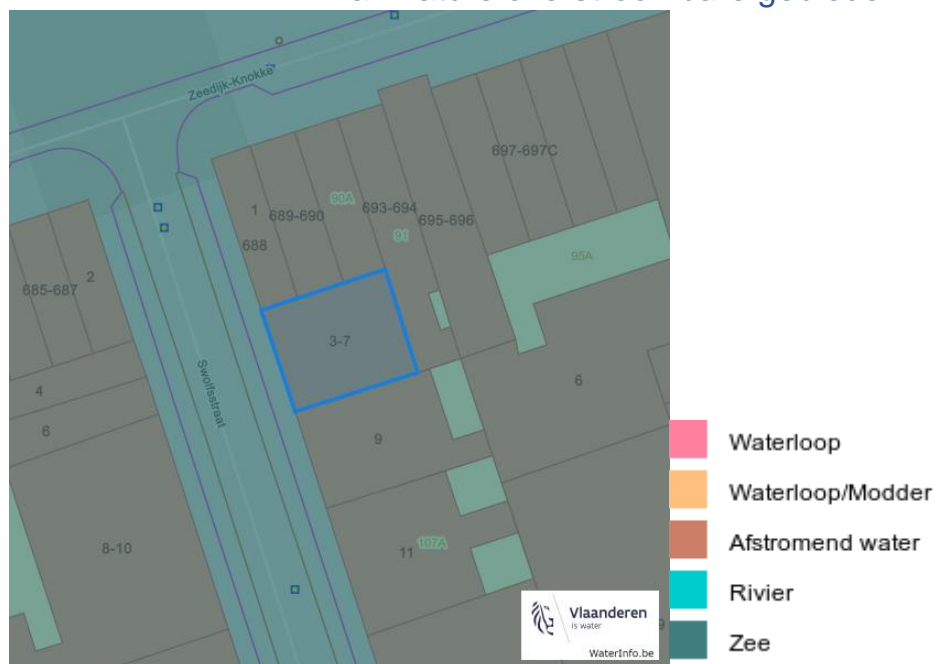 Zeedijk-Knokke
697-697C
90A
693-694
1
689-690
695-696
91
688
95A
2
685-687
3-7
Swolfsstraat
4
6
6
9
8-10
11
107A
Vlaanderen
is water
WaterInfo.be
Waterloop
Waterloop/Modder
Afstromend water
Rivier
Zee